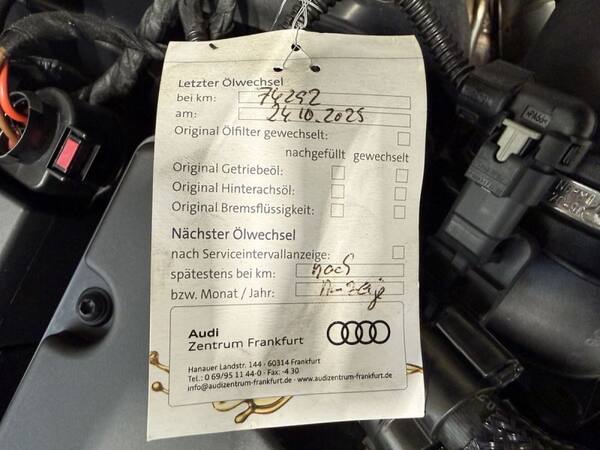 Letzter Ölwechsel
bei km: 74292
am: 24.10.2025
Original Ölfilter gewechselt:
nachgefüllt gewechselt
Original Getriebeöl:
Original Hinterachsöl:
Original Bremsflüssigkeit:
Nächster Ölwechsel
nach Serviceintervallanzeige:
spätestens bei km: nach
bzw. Monat / Jahr:
Audi
Zentrum Frankfurt
Hanauer Landstr. 144 · 60314 Frankfurt
Tel.: 0 69/95 11 44-0 · Fax: -4 30
info@audizentrum-frankfurt.de · www.audizentrum-frankfurt.de